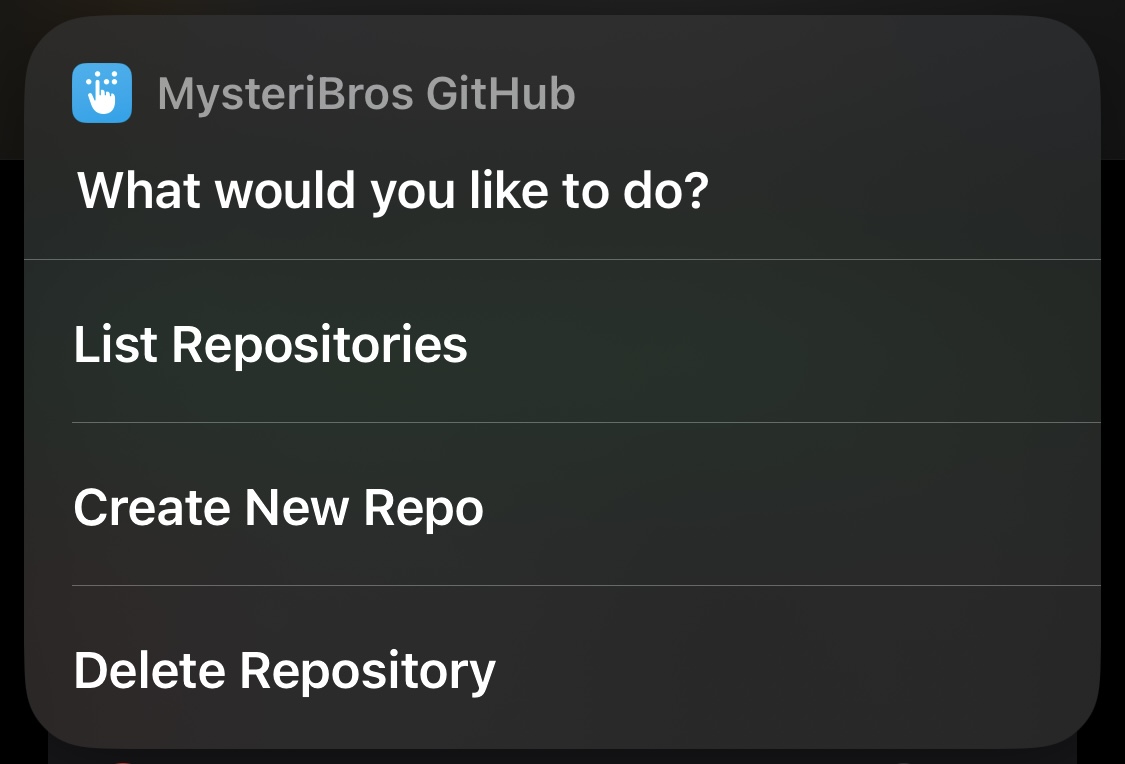 MysteriBros GitHub
What would you like to do?
List Repositories
Create New Repo
Delete Repository